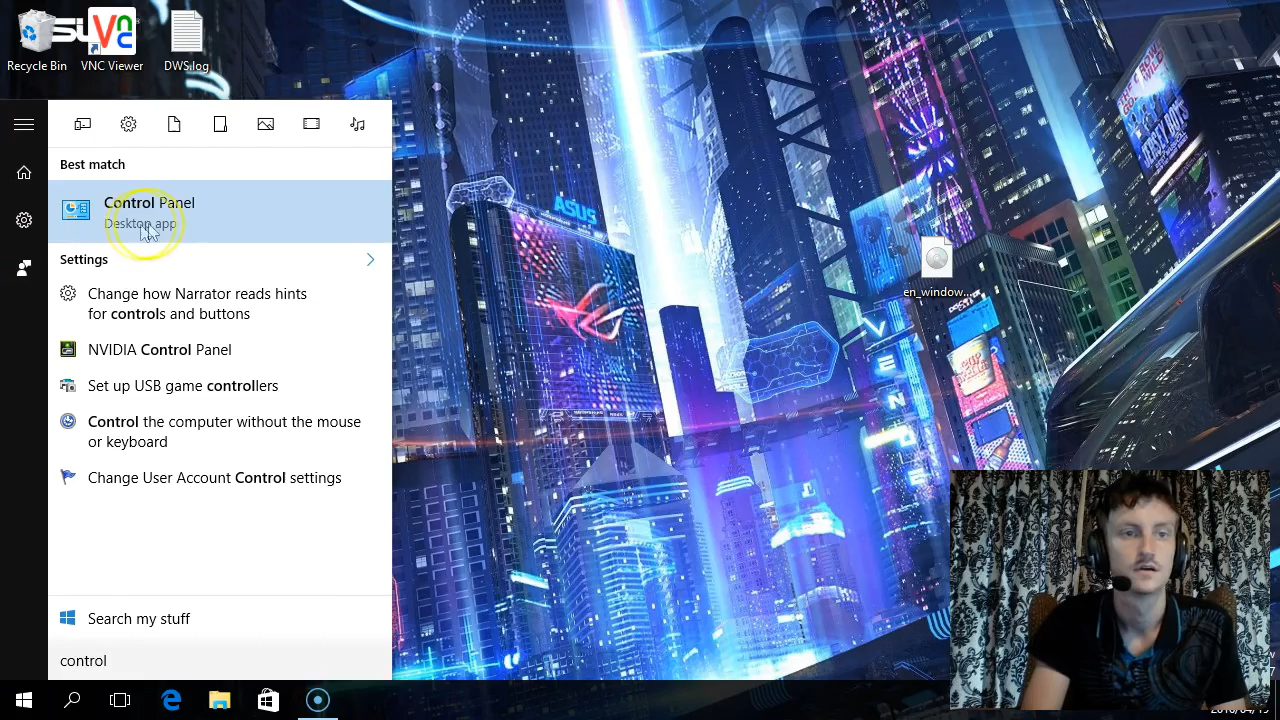 Recycle Bin
VNC Viewer
DWS.log
Best match
Control Panel
Desktop app
Settings
Change how Narrator reads hints
for controls and buttons
NVIDIA Control Panel
Set up USB game controllers
Control the computer without the mouse
or keyboard
Change User Account Control settings
Search my stuff
control
ASUS
en_window...
JERSEY BOYS